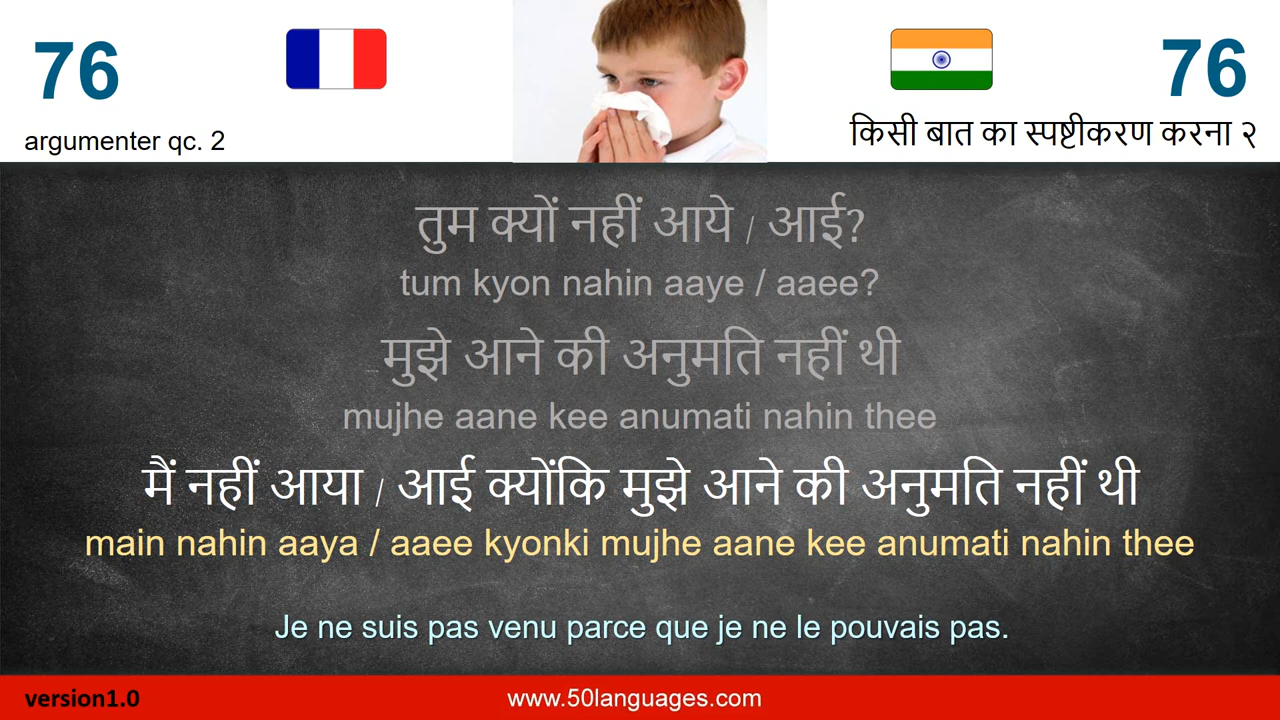 76
76
argumenter qc. 2
किसी बात का स्पष्टीकरण करना २
तुम क्यों नहीं आये / आई?
tum kyon nahin aaye / aaee?
मुझे आने की अनुमति नहीं थी
mujhe aane kee anumati nahin thee
मैं नहीं आया / आई क्योंकि मुझे आने की अनुमति नहीं थी
main nahin aaya / aaee kyonki mujhe aane kee anumati nahin thee
Je ne suis pas venu parce que je ne le pouvais pas.
version1.0
www.50languages.com